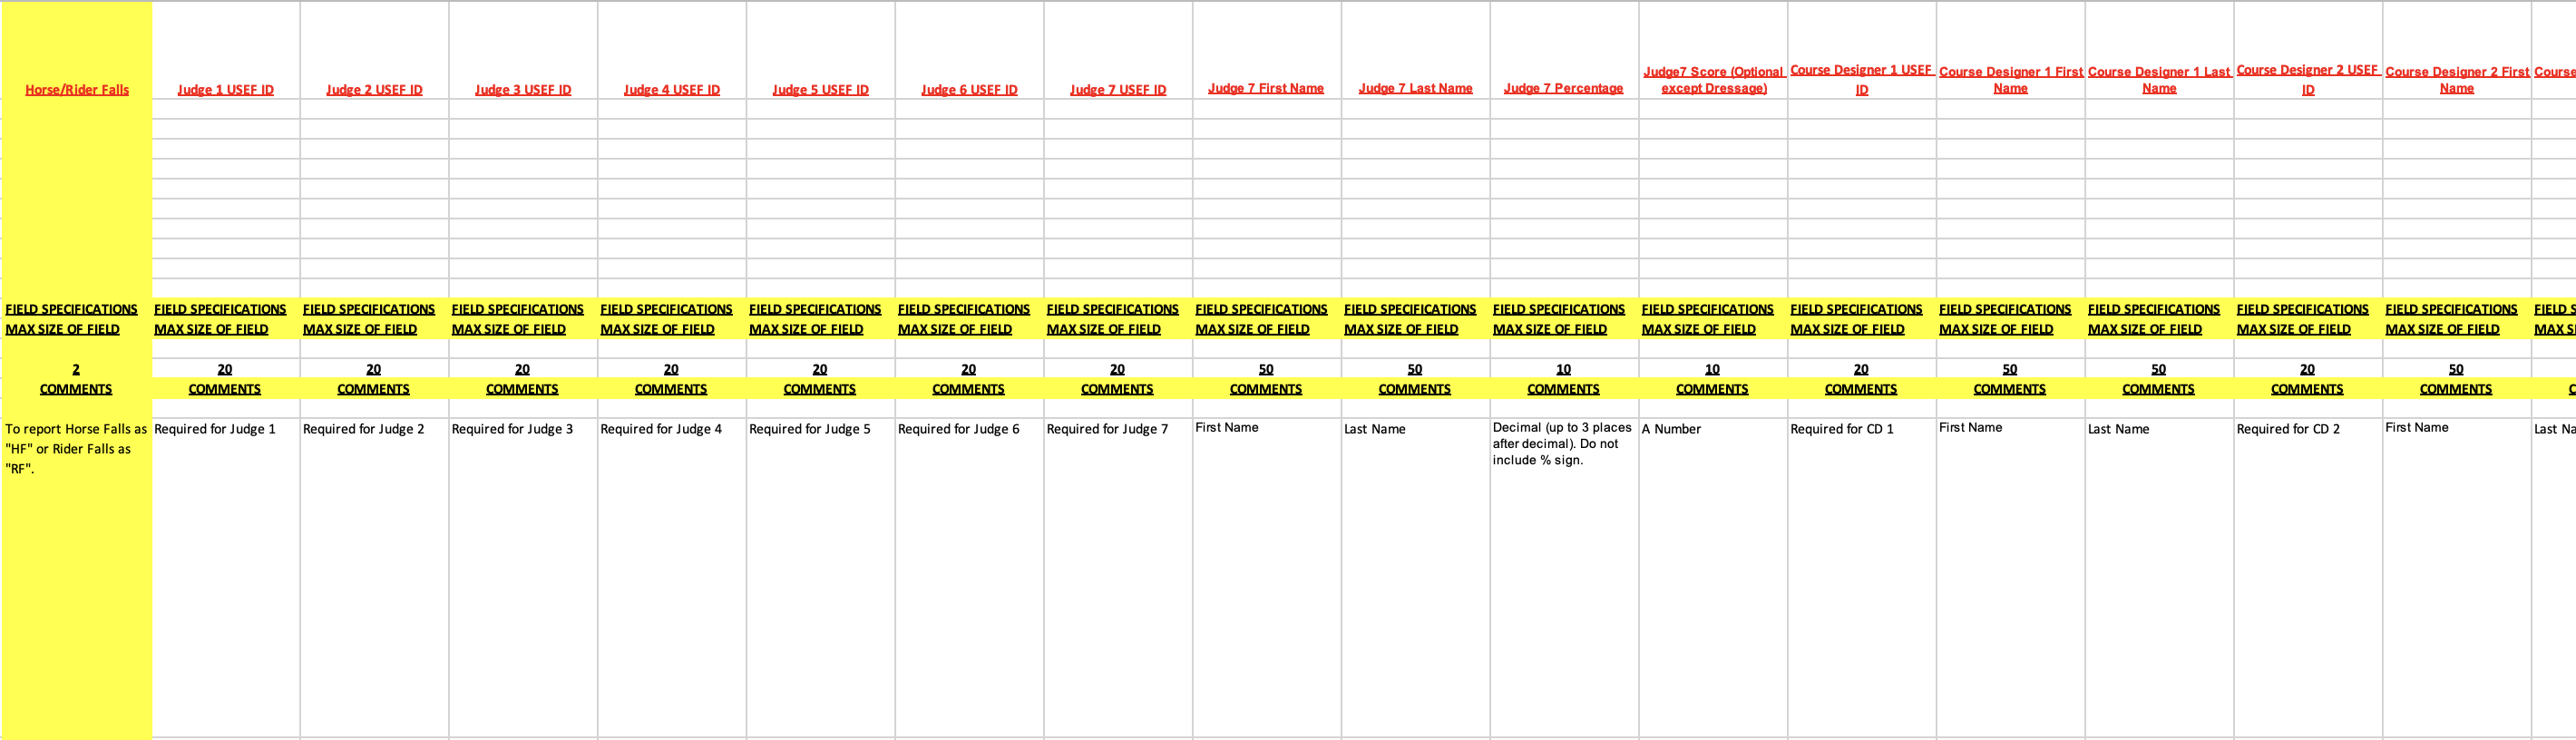 Horse/Rider Falls Judge 1 USEF ID Judge 2 USEF ID Judge 3 USEF ID Judge 4 USEF ID Judge 5 USEF ID Judge 6 USEF ID Judge 7 USEF ID Judge 7 First Name Judge 7 Last Name Judge 7 Percentage Judge7 Score (Optional except Dressage) Course Designer 1 USEF ID Course Designer 1 First Name Course Designer 1 Last Name Course Designer 2 USEF ID Course Designer 2 First Name Course
FIELD SPECIFICATIONS FIELD SPECIFICATIONS FIELD SPECIFICATIONS FIELD SPECIFICATIONS FIELD SPECIFICATIONS FIELD SPECIFICATIONS FIELD SPECIFICATIONS FIELD SPECIFICATIONS FIELD SPECIFICATIONS FIELD SPECIFICATIONS FIELD SPECIFICATIONS FIELD SPECIFICATIONS FIELD SPECIFICATIONS FIELD SPECIFICATIONS FIELD SPECIFICATIONS FIELD SPECIFICATIONS FIELD SPECIFICATIONS FIELD
MAX SIZE OF FIELD MAX SIZE OF FIELD MAX SIZE OF FIELD MAX SIZE OF FIELD MAX SIZE OF FIELD MAX SIZE OF FIELD MAX SIZE OF FIELD MAX SIZE OF FIELD MAX SIZE OF FIELD MAX SIZE OF FIELD MAX SIZE OF FIELD MAX SIZE OF FIELD MAX SIZE OF FIELD MAX SIZE OF FIELD MAX SIZE OF FIELD MAX SIZE OF FIELD MAX SIZE OF FIELD MAX
2 20 20 20 20 20 20 20 50 50 10 10 20 50 50 20 50
COMMENTS COMMENTS COMMENTS COMMENTS COMMENTS COMMENTS COMMENTS COMMENTS COMMENTS COMMENTS COMMENTS COMMENTS COMMENTS COMMENTS COMMENTS COMMENTS COMMENTS
To report Horse Falls as "HF" or Rider Falls as "RF". Required for Judge 1 Required for Judge 2 Required for Judge 3 Required for Judge 4 Required for Judge 5 Required for Judge 6 Required for Judge 7 First Name Last Name Decimal (up to 3 places after decimal). Do not include % sign. A Number Required for CD 1 First Name Last Name Required for CD 2 First Name Last